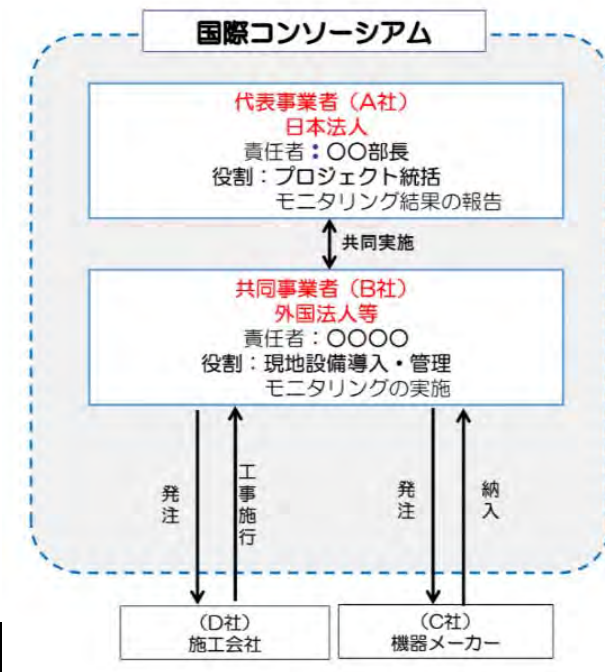 国際コンソーシアム
代表事業者（A社）
日本法人
責任者：〇〇部長
役割：プロジェクト統括
モニタリング結果の報告
共同実施
共同事業者（B社）
外国法人等
責任者：〇〇〇〇
役割：現地設備導入・管理
モニタリングの実施
発注
工事施行
発注
納入
（D社）
施工会社
（C社）
機器メーカー